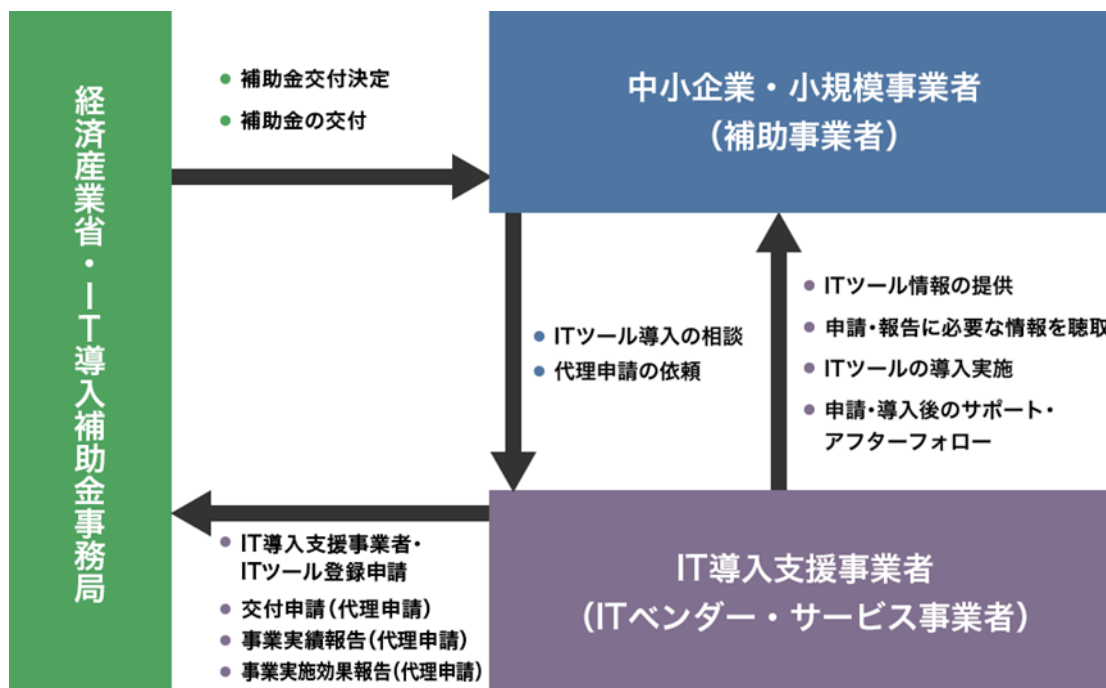 経済産業省・IT導入補助金事務局
● 補助金交付決定
● 補助金の交付
中小企業・小規模事業者
（補助事業者）
● ITツール導入の相談
● 代理申請の依頼
● ITツール情報の提供
● 申請・報告に必要な情報を聴取
● ITツールの導入実施
● 申請・導入後のサポート・
アフターフォロー
● IT導入支援事業者・
ITツール登録申請
● 交付申請（代理申請）
● 事業実績報告（代理申請）
● 事業実施効果報告（代理申請）
IT導入支援事業者
（ITベンダー・サービス事業者）